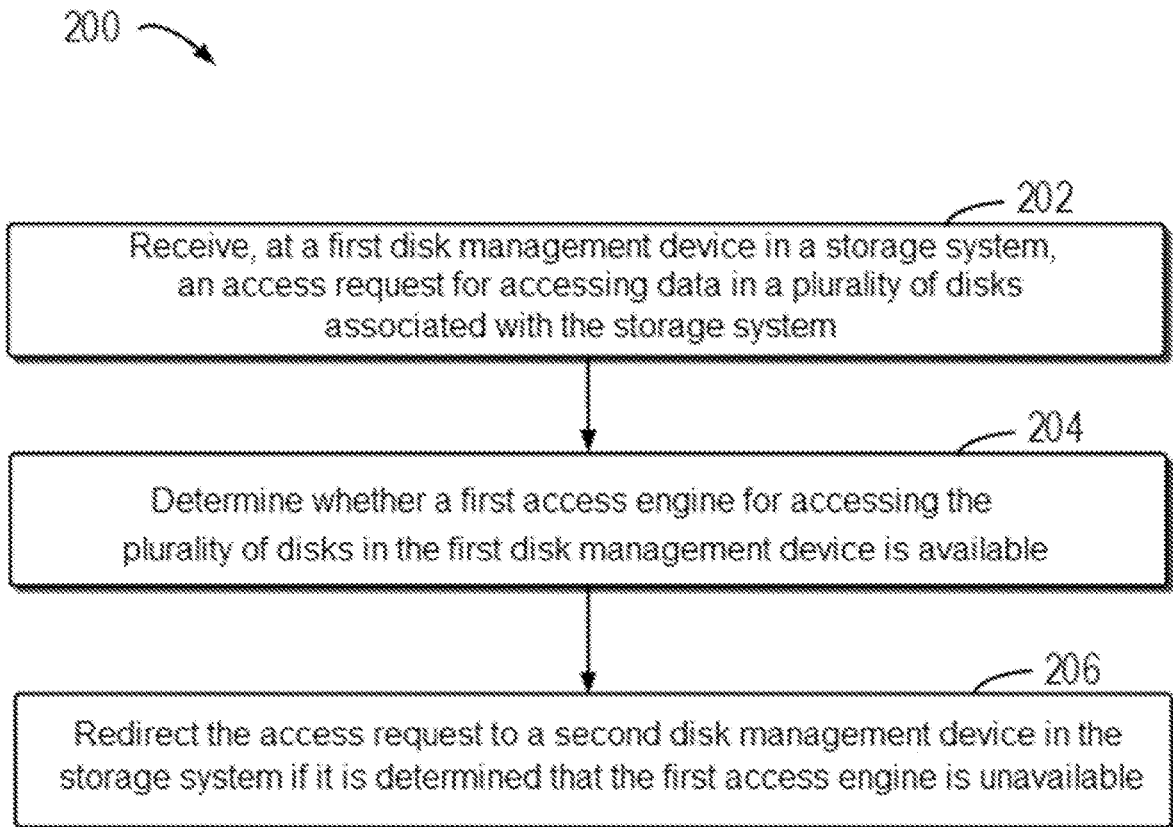 200
202
Receive, at a first disk management device in a storage system,
an access request for accessing data in a plurality of disks
associated with the storage system
204
Determine whether a first access engine for accessing the
plurality of disks in the first disk management device is available
206
Redirect the access request to a second disk management device in the
storage system if it is determined that the first access engine is unavailable